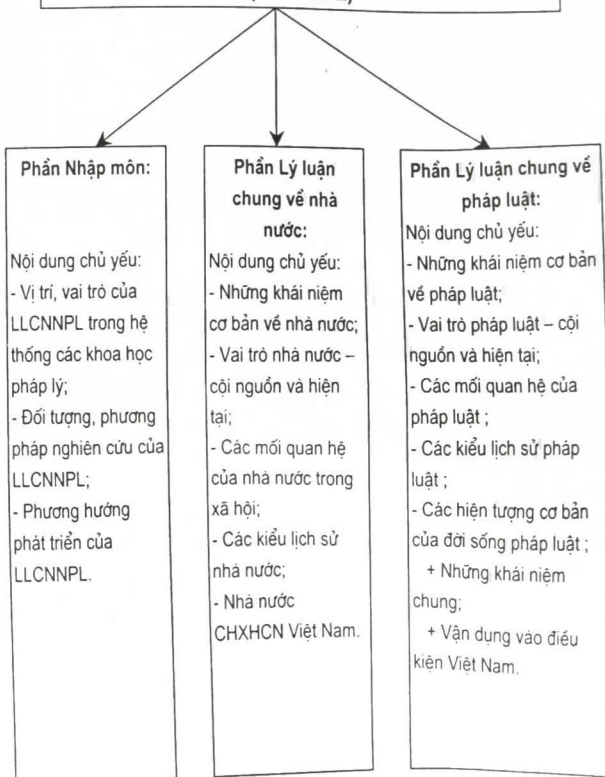 Phần Nhập môn:
Nội dung chủ yếu:
- Vị trí, vai trò của
LLCNNPL trong hệ
thống các khoa học
pháp lý;
- Đối tượng, phương
pháp nghiên cứu của
LLCNNPL;
- Phương hướng
phát triển của
LLCNNPL.
Phần Lý luận
chung về nhà
nước:
Nội dung chủ yếu:
- Những khái niệm
cơ bản về nhà nước;
- Vai trò nhà nước –
cội nguồn và hiện
tại;
- Các mối quan hệ
của nhà nước trong
xã hội;
- Các kiểu lịch sử
nhà nước;
- Nhà nước
CHXHCN Việt Nam.
Phần Lý luận chung về
pháp luật:
Nội dung chủ yếu:
- Những khái niệm cơ bản
về pháp luật;
- Vai trò pháp luật – cội
nguồn và hiện tại;
- Các mối quan hệ của
pháp luật ;
- Các kiểu lịch sử pháp
luật ;
- Các hiện tượng cơ bản
của đời sống pháp luật ;
+ Những khái niệm
chung;
+ Vận dụng vào điều
kiện Việt Nam.